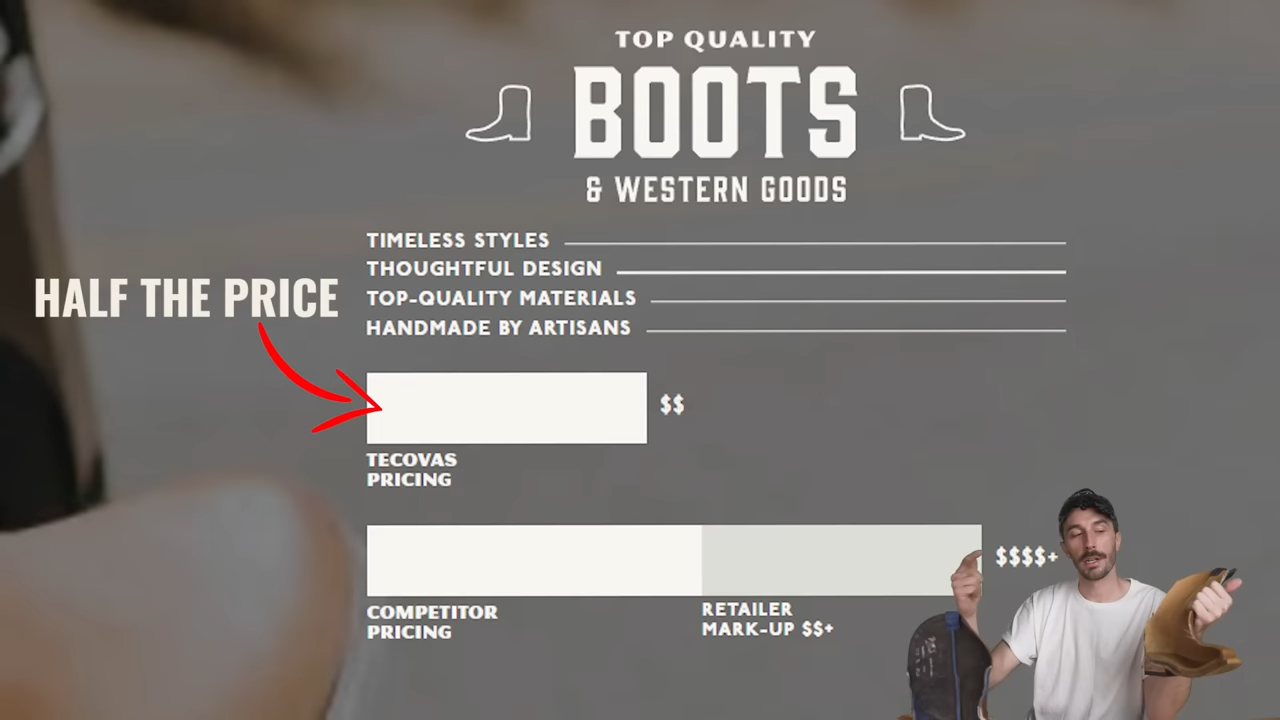 TOP QUALITY
BOOTS
& WESTERN GOODS
TIMELESS STYLES
THOUGHTFUL DESIGN
TOP-QUALITY MATERIALS
HANDMADE BY ARTISANS
HALF THE PRICE
$$
TECOVAS
PRICING
$$$$+
COMPETITOR
PRICING
RETAILER
MARK-UP $$+